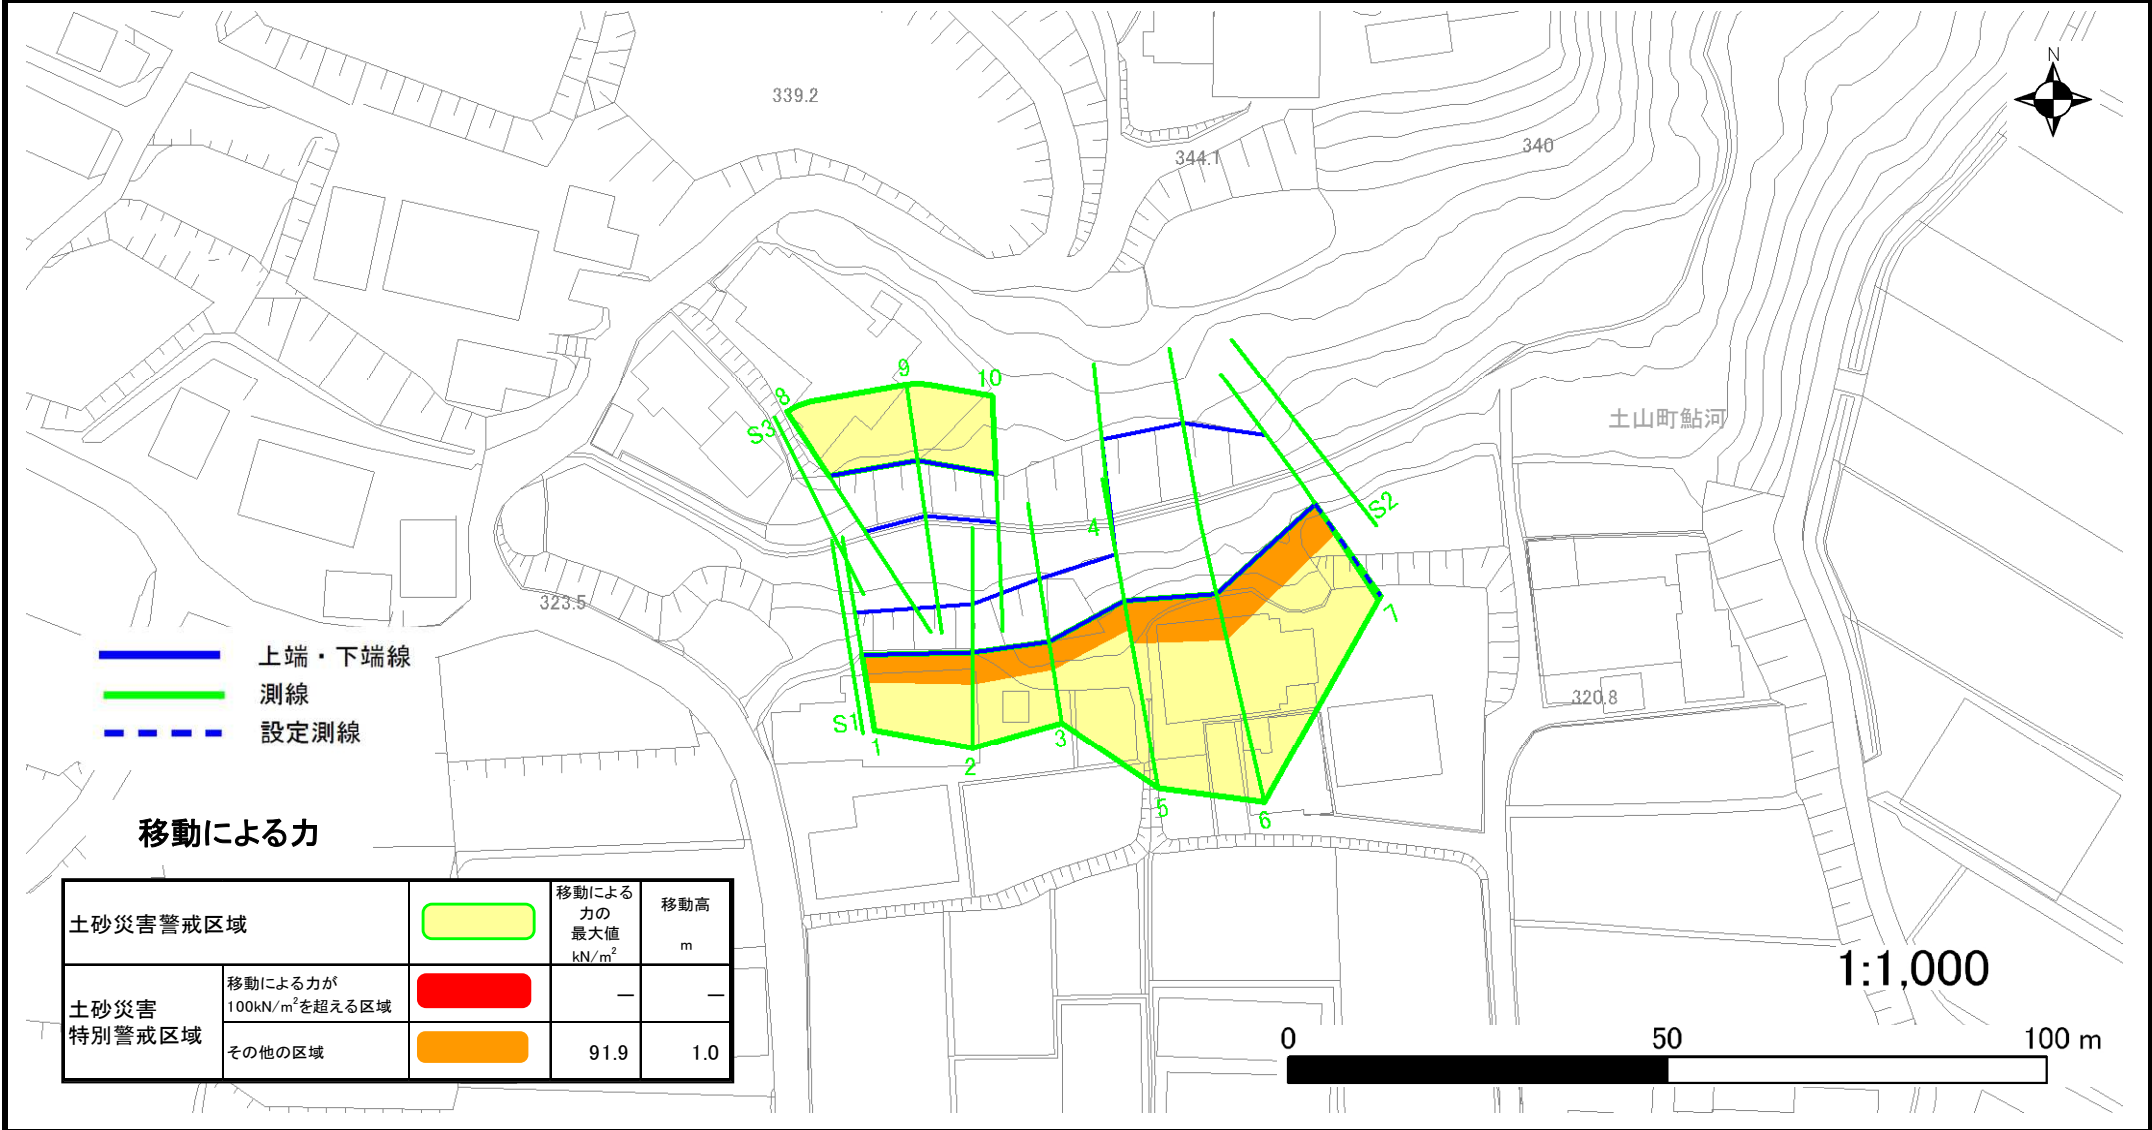 N
339.2
344.1
340
土山町鮎河
9
10
8
S3
4
S2
323.5
7
S1
1
2
3
5
6
320.8
上端・下端線
測線
設定測線
移動による力
土砂災害警戒区域
移動による
力の
最大値
kN/m²
移動高
m
土砂災害
特別警戒区域
移動による力が
100kN/m²を超える区域
－
－
その他の区域
91.9
1.0
1:1,000
0 50 100 m